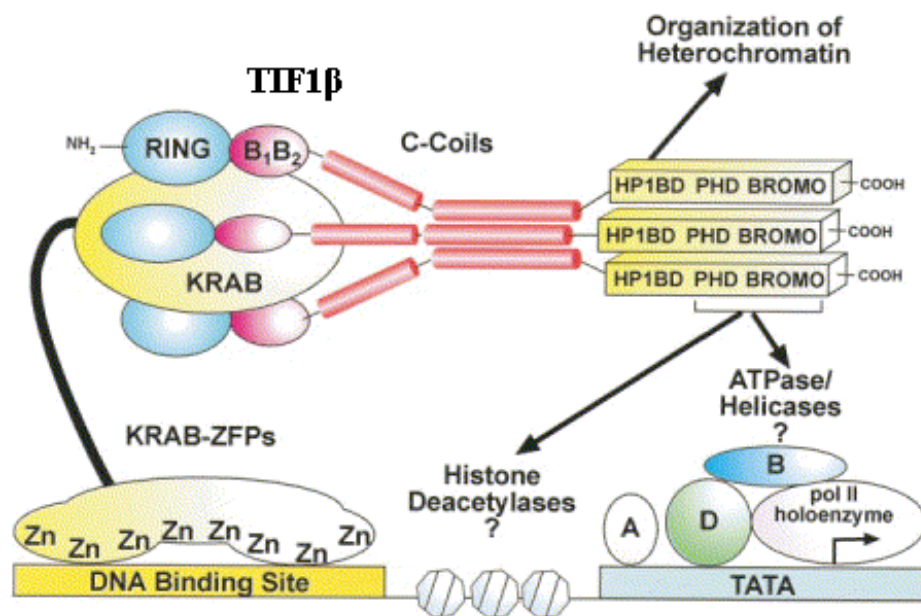 Organization of
Heterochromatin
TIF1β
C-Coils
NH₂
RING
B₁B₂
HP1BD PHD BROMO
COOH
HP1BD PHD BROMO
COOH
KRAB
HP1BD PHD BROMO
COOH
ATPase/
Helicases
?
KRAB-ZFPs
Histone
Deacetylases
?
B
pol II
holoenzyme
A
D
Zn Zn Zn Zn Zn Zn Zn Zn
DNA Binding Site
TATA